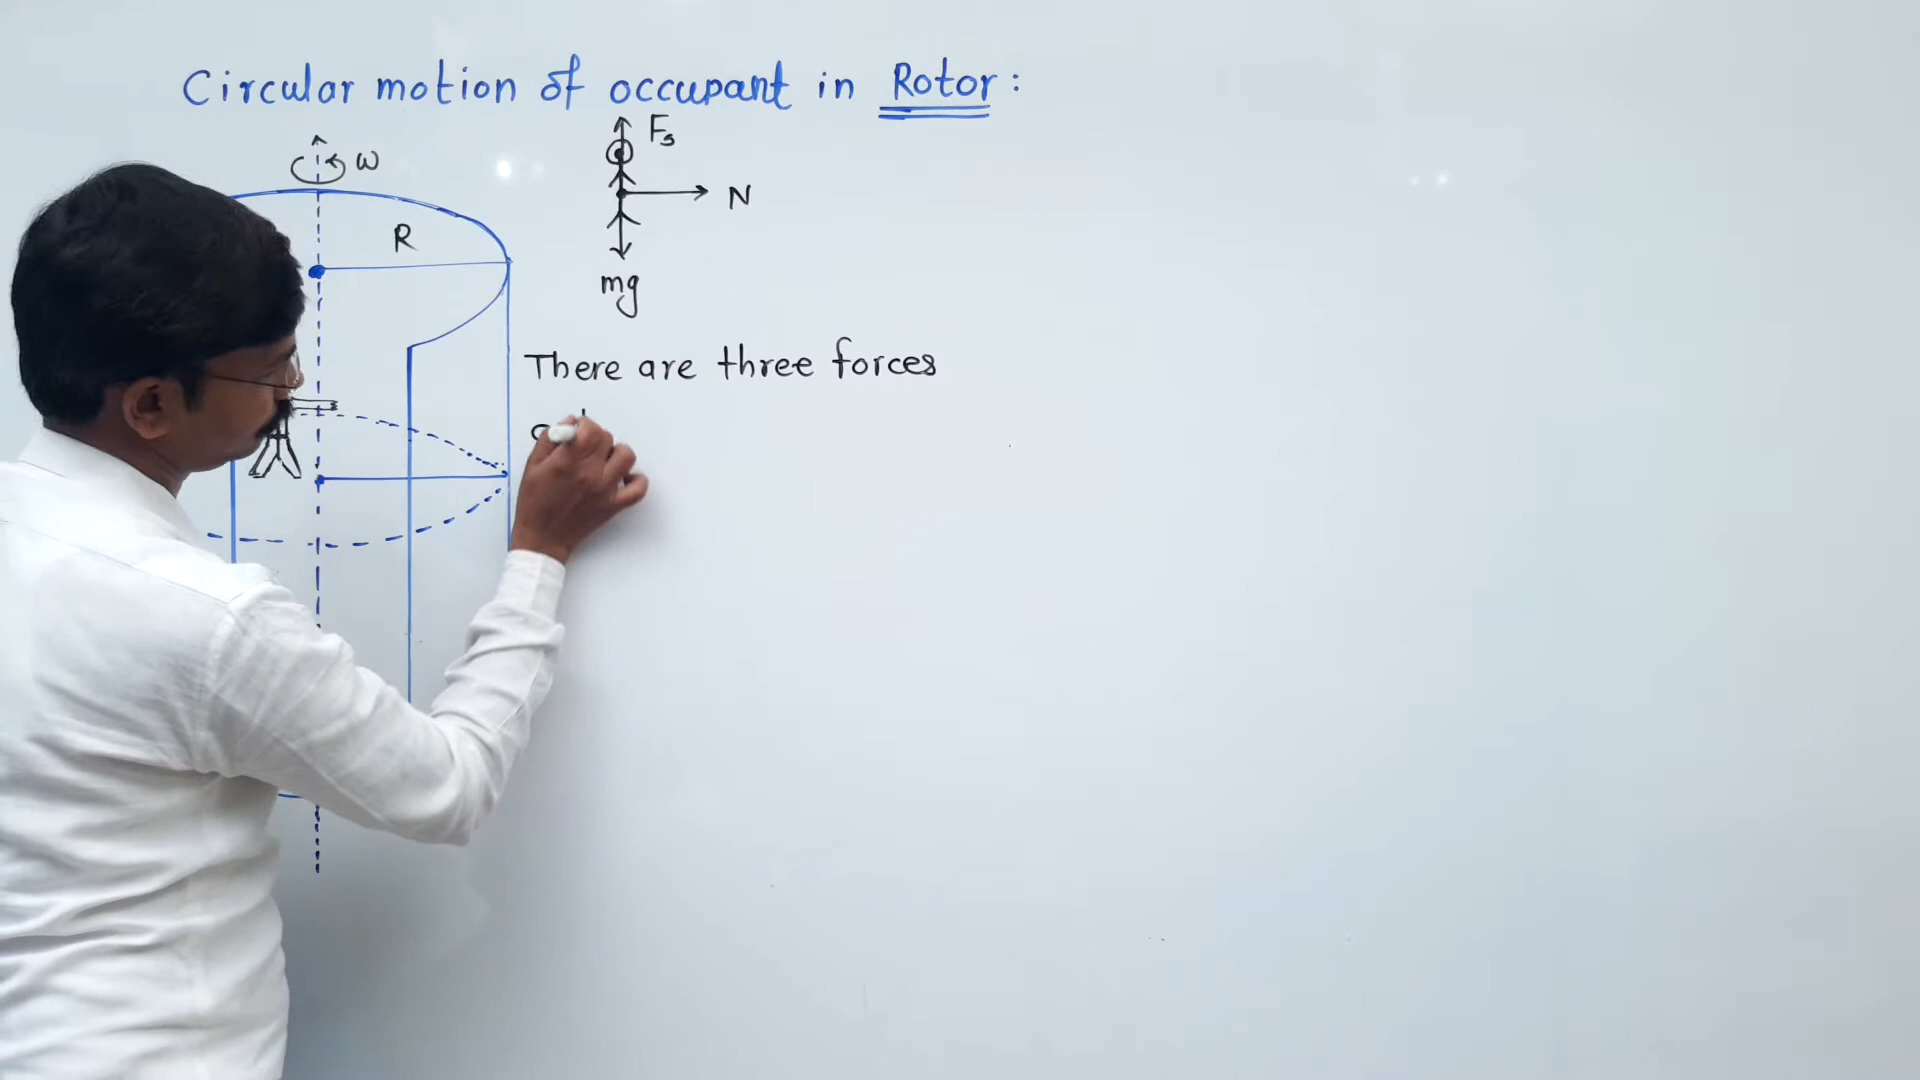 Circular motion of occupant in Rotor:
ω
R
Fs
N
mg
There are three forces